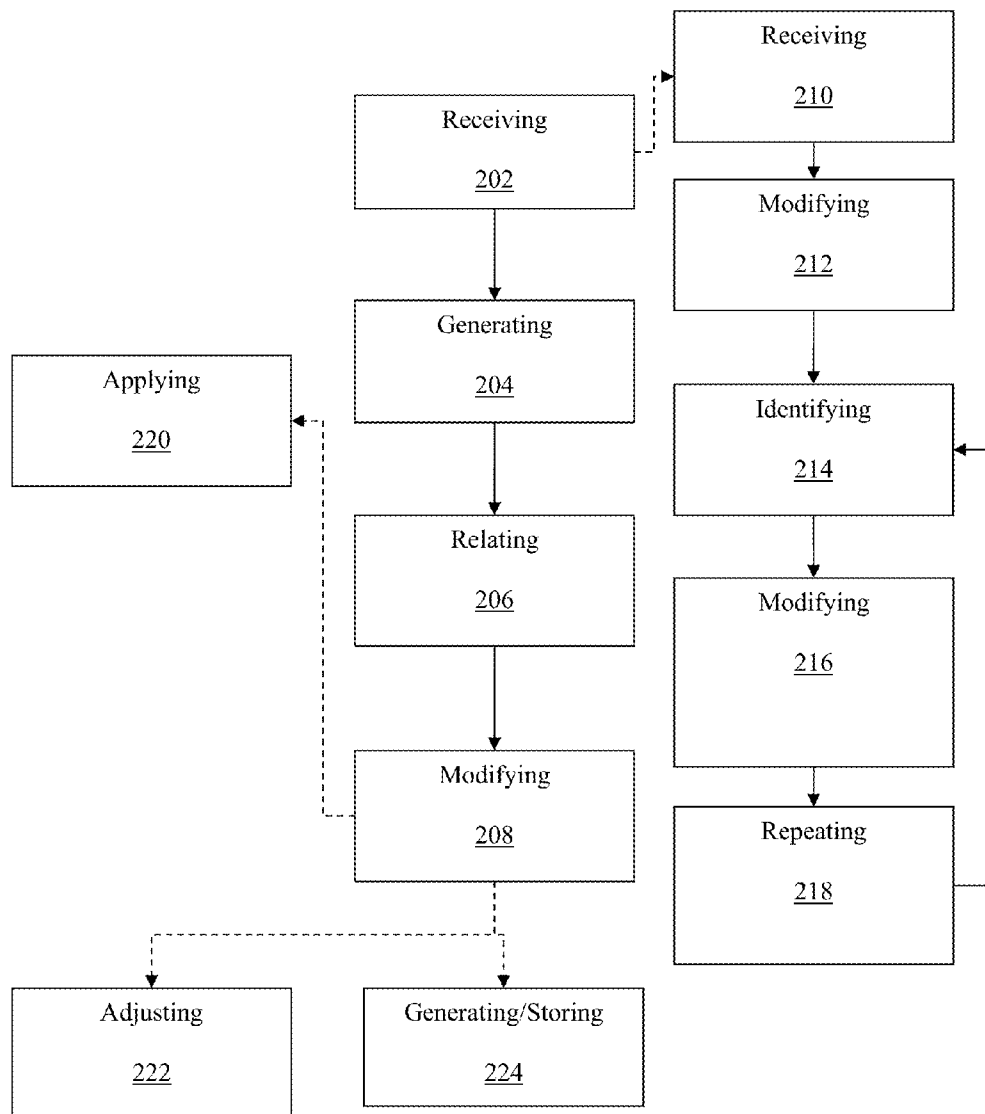 Receiving
202
Generating
204
Relating
206
Modifying
208
Receiving
210
Modifying
212
Identifying
214
Modifying
216
Repeating
218
Applying
220
Adjusting
222
Generating/Storing
224